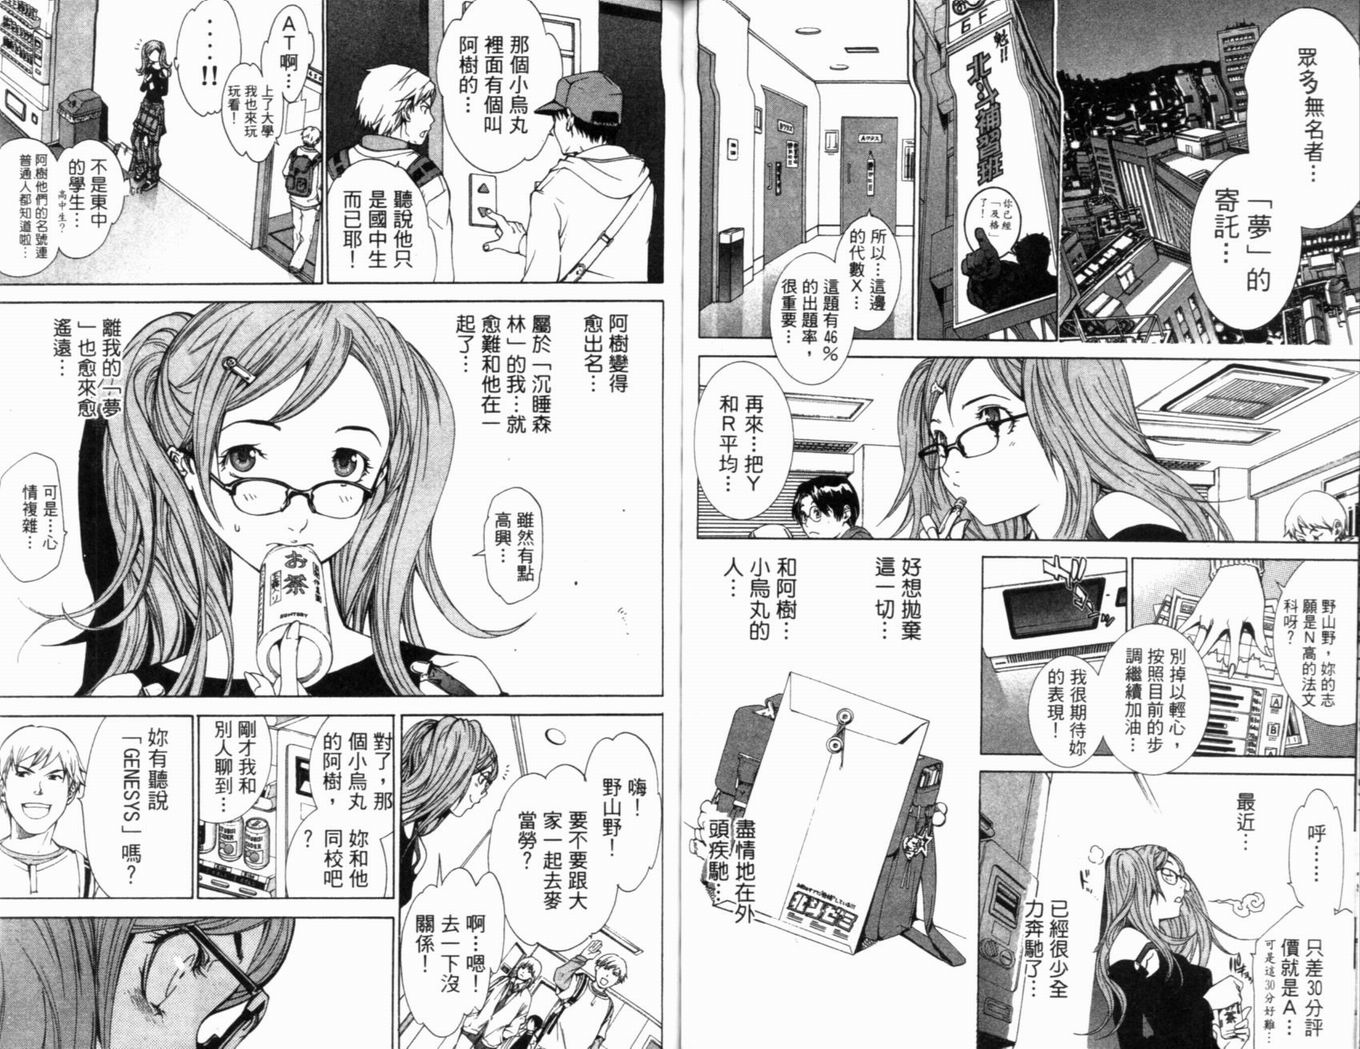 眾多無名者…
「夢」的
寄託…
6F
魁!!
北斗補習班
你已經
「及格」
了！
Aクラス
所以…這邊
的代數X…
這題有46%
的出題率，
很重要…
再來…把Y
和R平均…
野山野，妳的志
願是N高的法文
科呀？
別掉以輕心，
按照目前的步
調繼續加油…
我很期待妳
的表現！
A
B
好想拋棄
這一切…
和阿樹…
小烏丸的
人…
盡情地在外
頭疾馳…
呼……
只差30分評
價就是A…
可是這30分好難…
最近…
已經很少全
力奔馳了…
茶
那個小烏丸
裡面有個叫
阿樹的…
聽說他只
是國中生
而已耶！
AT啊…
上了大學
我也來玩
玩看！
‥‥!!
不是東中
的學生…
高中生？
阿樹他們的名號連
普通人都知道啦…
阿樹變得
愈出名…
屬於「沉睡森
林」的我…就
愈難和他在一
起了…
離我的「夢
」也愈來愈
遙遠…
雖然有點
高興…
可是…心
情複雜…
お茶
SUNTORY
嗨！
野山野！
要不要跟大
家一起去麥
當勞？
啊…嗯！
去一下沒
關係！
對了，那
個小烏丸
的阿樹，
妳和他
同校吧
？
剛才我和
別人聊到…
妳有聽說
「GENESYS」嗎？